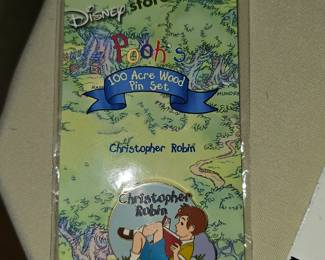 Disney store
Pooh's
100 Acre Wood
Pin Set
Christopher Robin
Christopher
Robin